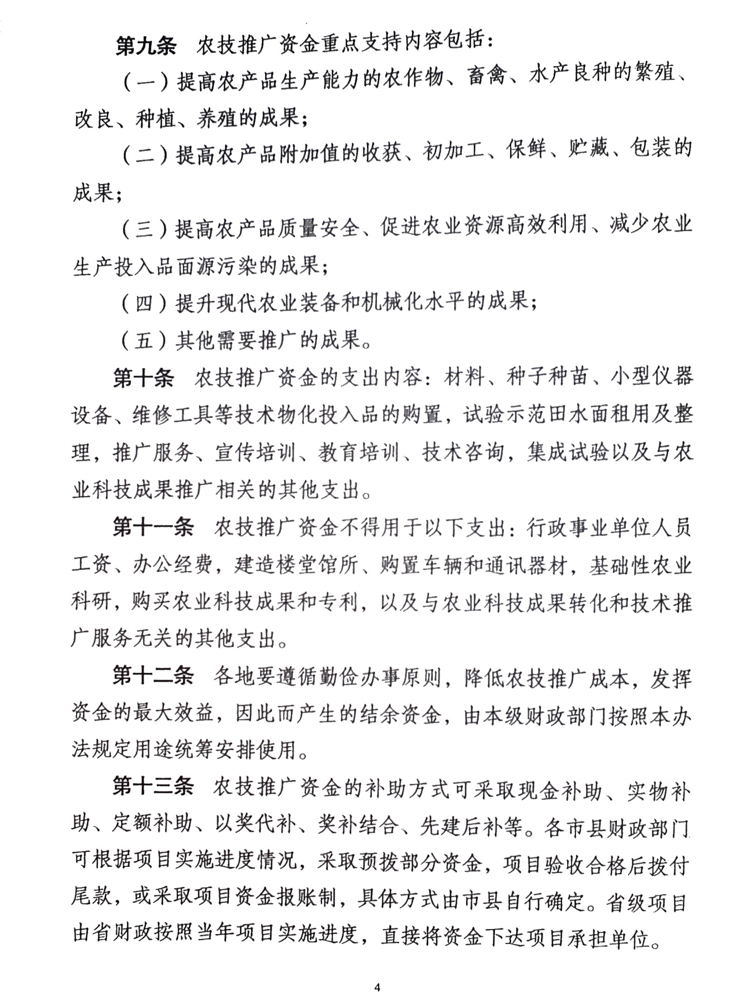 第九条 农技推广资金重点支持内容包括：
（一）提高农产品生产能力的农作物、畜禽、水产良种的繁殖、
改良、种植、养殖的成果；
（二）提高农产品附加值的收获、初加工、保鲜、贮藏、包装的
成果；
（三）提高农产品质量安全、促进农业资源高效利用、减少农业
生产投入品面源污染的成果；
（四）提升现代农业装备和机械化水平的成果；
（五）其他需要推广的成果。
第十条 农技推广资金的支出内容：材料、种子种苗、小型仪器
设备、维修工具等技术物化投入品的购置，试验示范田水面租用及整
理，推广服务、宣传培训、教育培训、技术咨询，集成试验以及与农
业科技成果推广相关的其他支出。
第十一条 农技推广资金不得用于以下支出：行政事业单位人员
工资、办公经费，建造楼堂馆所、购置车辆和通讯器材，基础性农业
科研，购买农业科技成果和专利，以及与农业科技成果转化和技术推
广服务无关的其他支出。
第十二条 各地要遵循勤俭办事原则，降低农技推广成本，发挥
资金的最大效益，因此而产生的结余资金，由本级财政部门按照本办
法规定用途统筹安排使用。
第十三条 农技推广资金的补助方式可采取现金补助、实物补
助、定额补助、以奖代补、奖补结合、先建后补等。各市县财政部门
可根据项目实施进度情况，采取预拨部分资金，项目验收合格后拨付
尾款，或采取项目资金报账制，具体方式由市县自行确定。省级项目
由省财政按照当年项目实施进度，直接将资金下达项目承担单位。
4